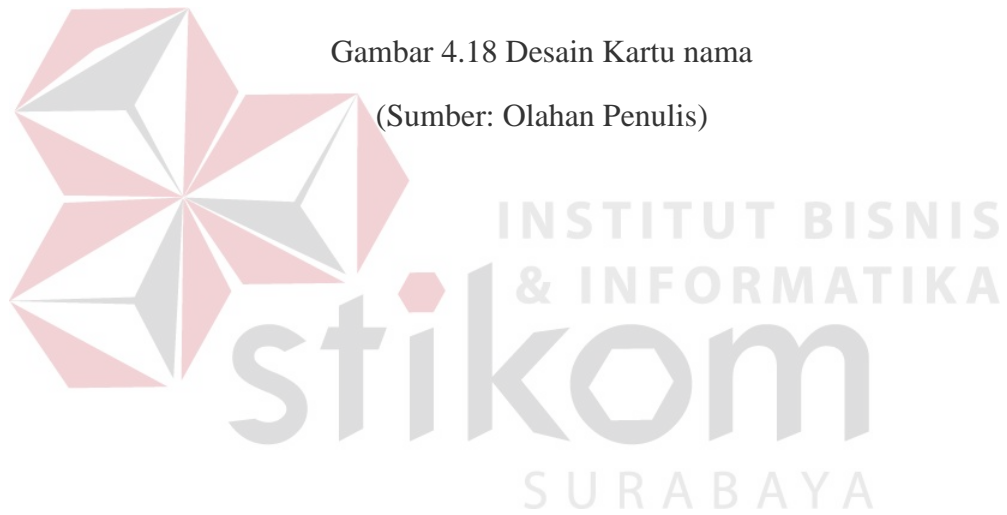 Gambar 4.18 Desain Kartu nama
(Sumber: Olahan Penulis)
INSTITUT BISNIS
& INFORMATIKA
stikom
SURABAYA